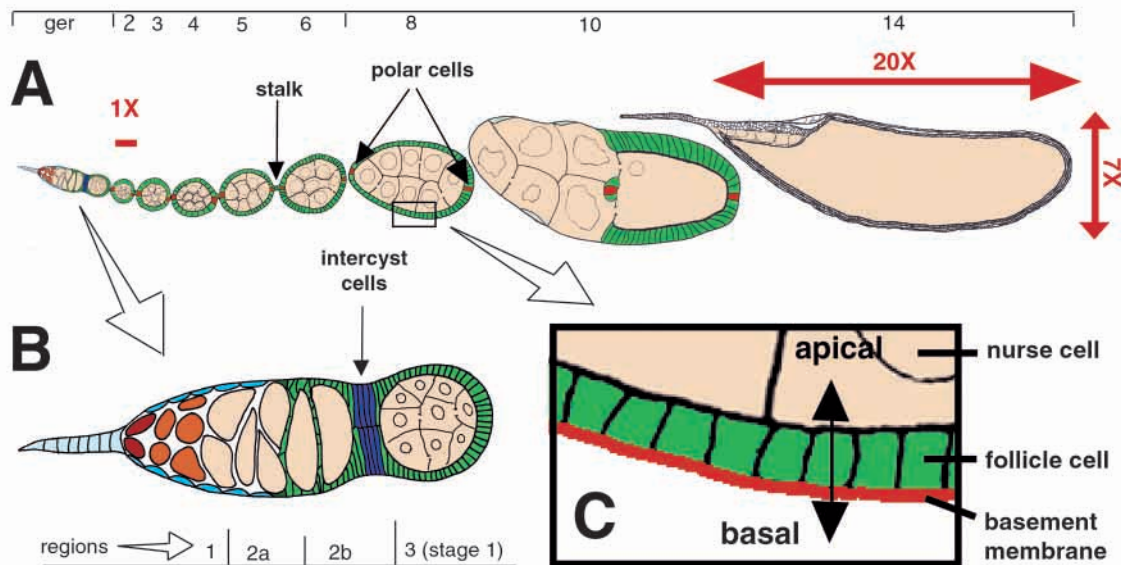 ger 2 3 4 5 6 8 10 14
A
polar cells
20X
stalk
1X
7X
intercyst
cells
B
apical
nurse cell
follicle cell
C
basal
basement
membrane
regions 1 2a 2b 3 (stage 1)